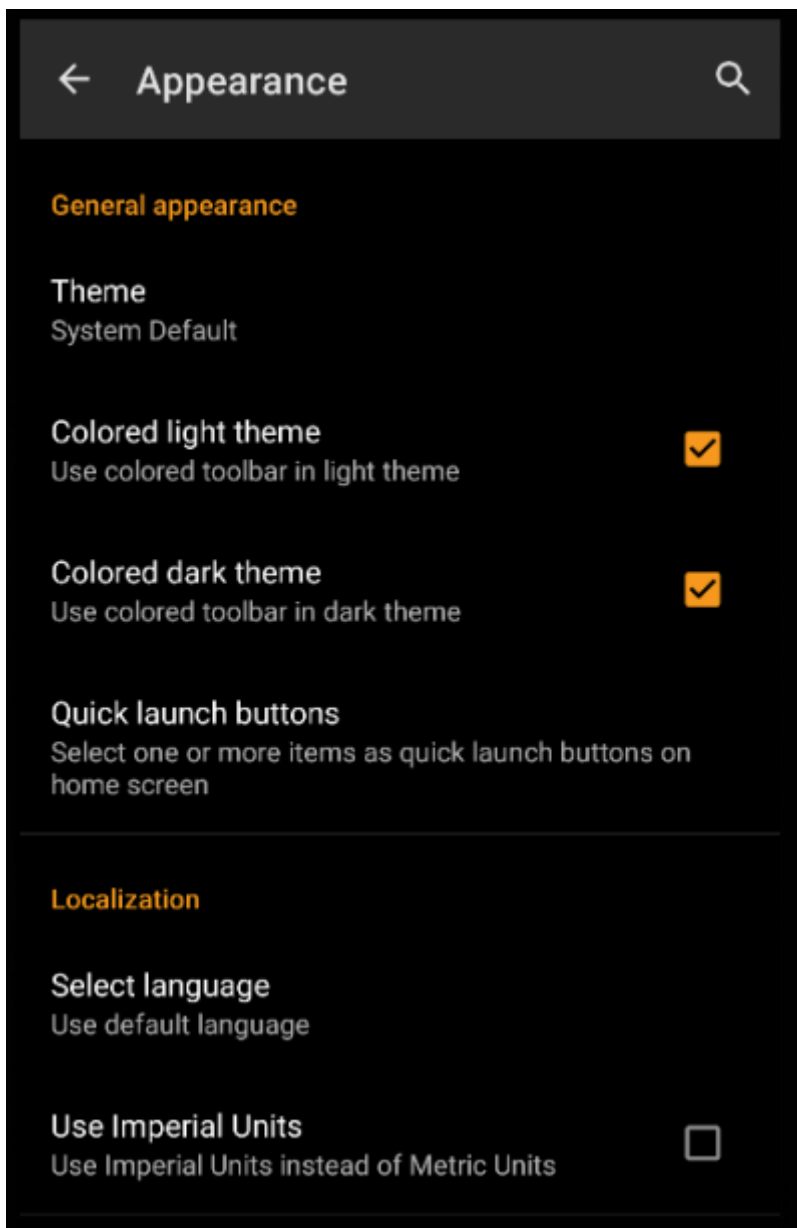 Appearance
General appearance
Theme
System Default
Colored light theme
Use colored toolbar in light theme
Colored dark theme
Use colored toolbar in dark theme
Quick launch buttons
Select one or more items as quick launch buttons on
home screen
Localization
Select language
Use default language
Use Imperial Units
Use Imperial Units instead of Metric Units